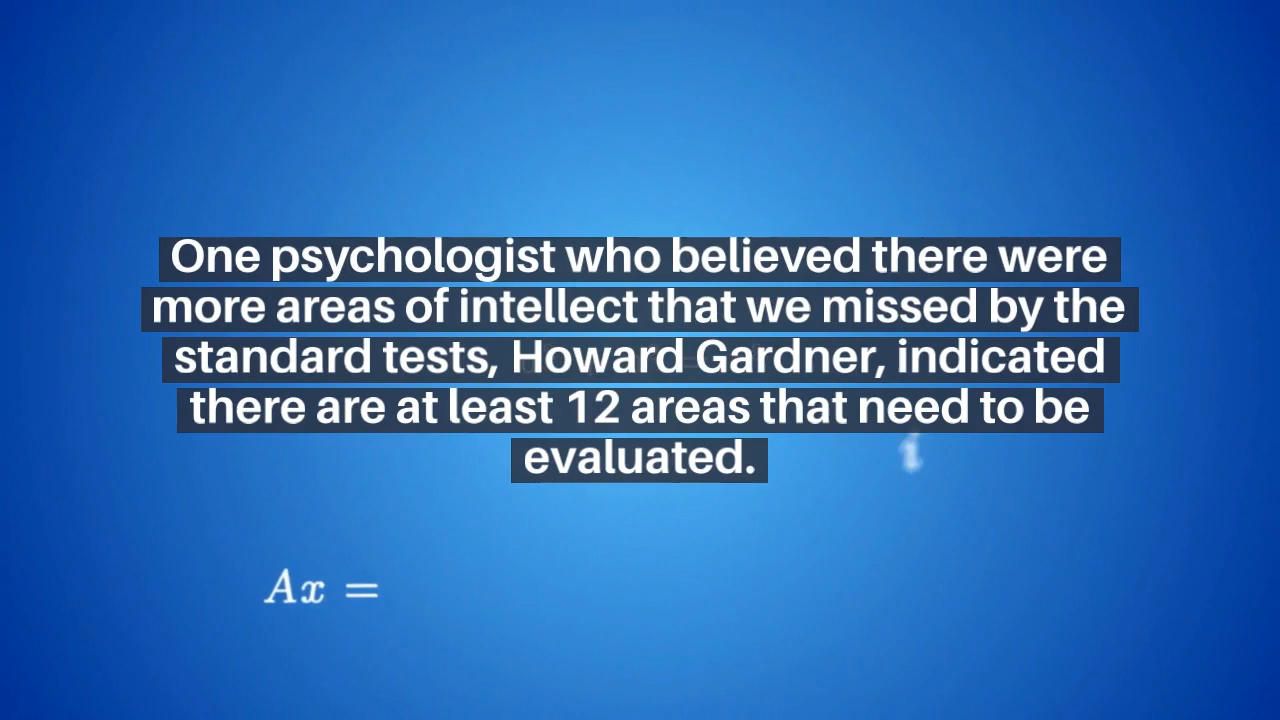 One psychologist who believed there were
more areas of intellect that we missed by the
standard tests, Howard Gardner, indicated
there are at least 12 areas that need to be
evaluated.
i
Ax =